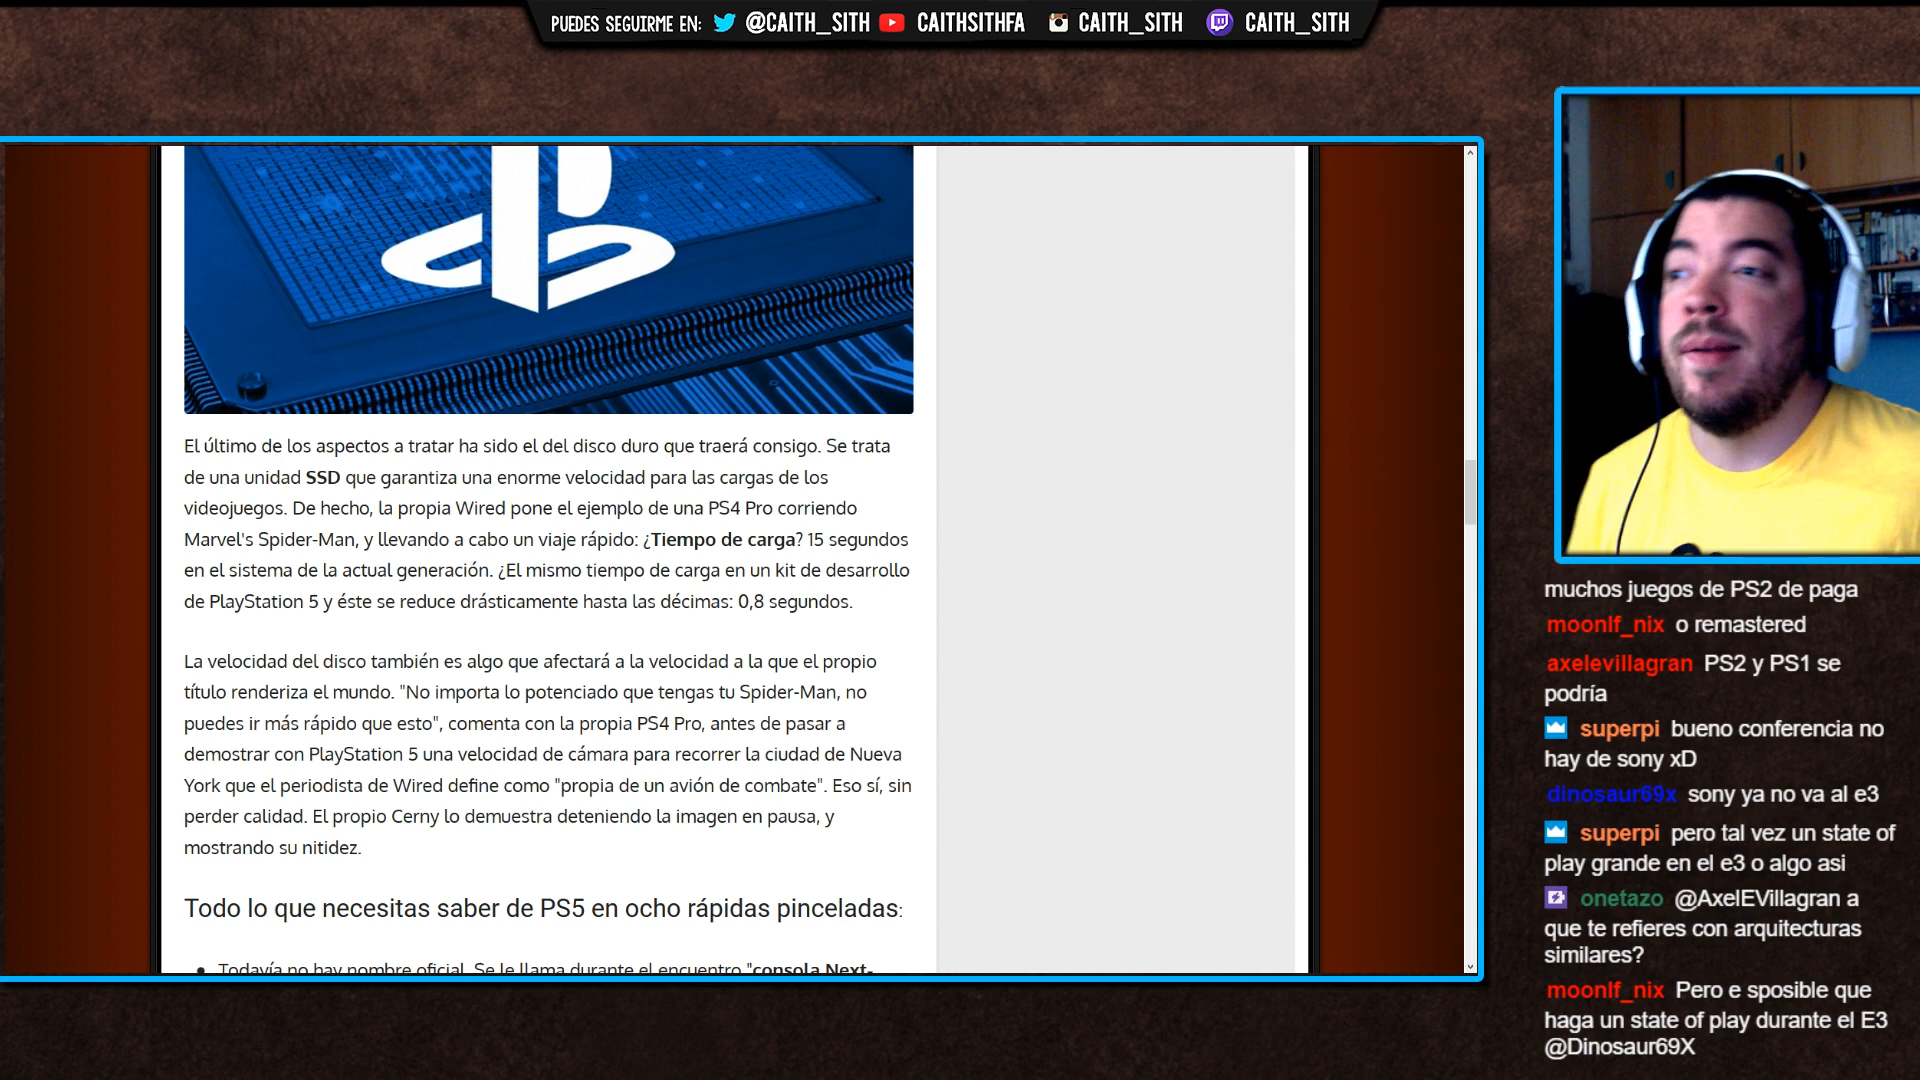 PUEDES SEGUIRME EN: @CAITH_SITH CAITHSITHFA CAITH_SITH CAITH_SITH
El último de los aspectos a tratar ha sido el del disco duro que traerá consigo. Se trata
de una unidad SSD que garantiza una enorme velocidad para las cargas de los
videojuegos. De hecho, la propia Wired pone el ejemplo de una PS4 Pro corriendo
Marvel's Spider-Man, y llevando a cabo un viaje rápido: ¿Tiempo de carga? 15 segundos
en el sistema de la actual generación. ¿El mismo tiempo de carga en un kit de desarrollo
de PlayStation 5 y éste se reduce drásticamente hasta las décimas: 0,8 segundos.
La velocidad del disco también es algo que afectará a la velocidad a la que el propio
título renderiza el mundo. "No importa lo potenciado que tengas tu Spider-Man, no
puedes ir más rápido que esto", comenta con la propia PS4 Pro, antes de pasar a
demostrar con PlayStation 5 una velocidad de cámara para recorrer la ciudad de Nueva
York que el periodista de Wired define como "propia de un avión de combate". Eso sí, sin
perder calidad. El propio Cerny lo demuestra deteniendo la imagen en pausa, y
mostrando su nitidez.
Todo lo que necesitas saber de PS5 en ocho rápidas pinceladas:
• Todavía no hay nombre oficial. Se le llama durante el encuentro "consola Next-
muchos juegos de PS2 de paga
moonlf_nix o remastered
axelevillagran PS2 y PS1 se
podría
superpi bueno conferencia no
hay de sony xD
dinosaur69x sony ya no va al e3
superpi pero tal vez un state of
play grande en el e3 o algo asi
onetazo @AxelEVillagran a
que te refieres con arquitecturas
similares?
moonlf_nix Pero e sposible que
haga un state of play durante el E3
@Dinosaur69X